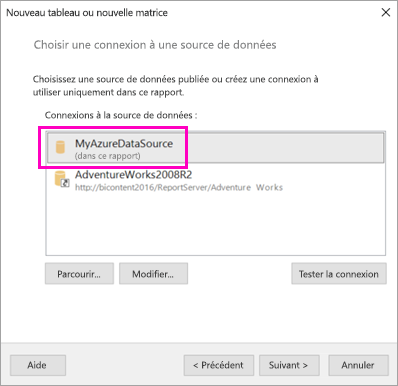 Nouveau tableau ou nouvelle matrice
Choisir une connexion à une source de données
Choisissez une source de données publiée ou créez une connexion à
utiliser uniquement dans ce rapport.
Connexions à la source de données :
MyAzureDataSource
(dans ce rapport)
AdventureWorks2008R2
http://bicontent2016/ReportServer/Adventure Works
Parcourir...
Modifier...
Tester la connexion
Aide
< Précédent
Suivant >
Annuler